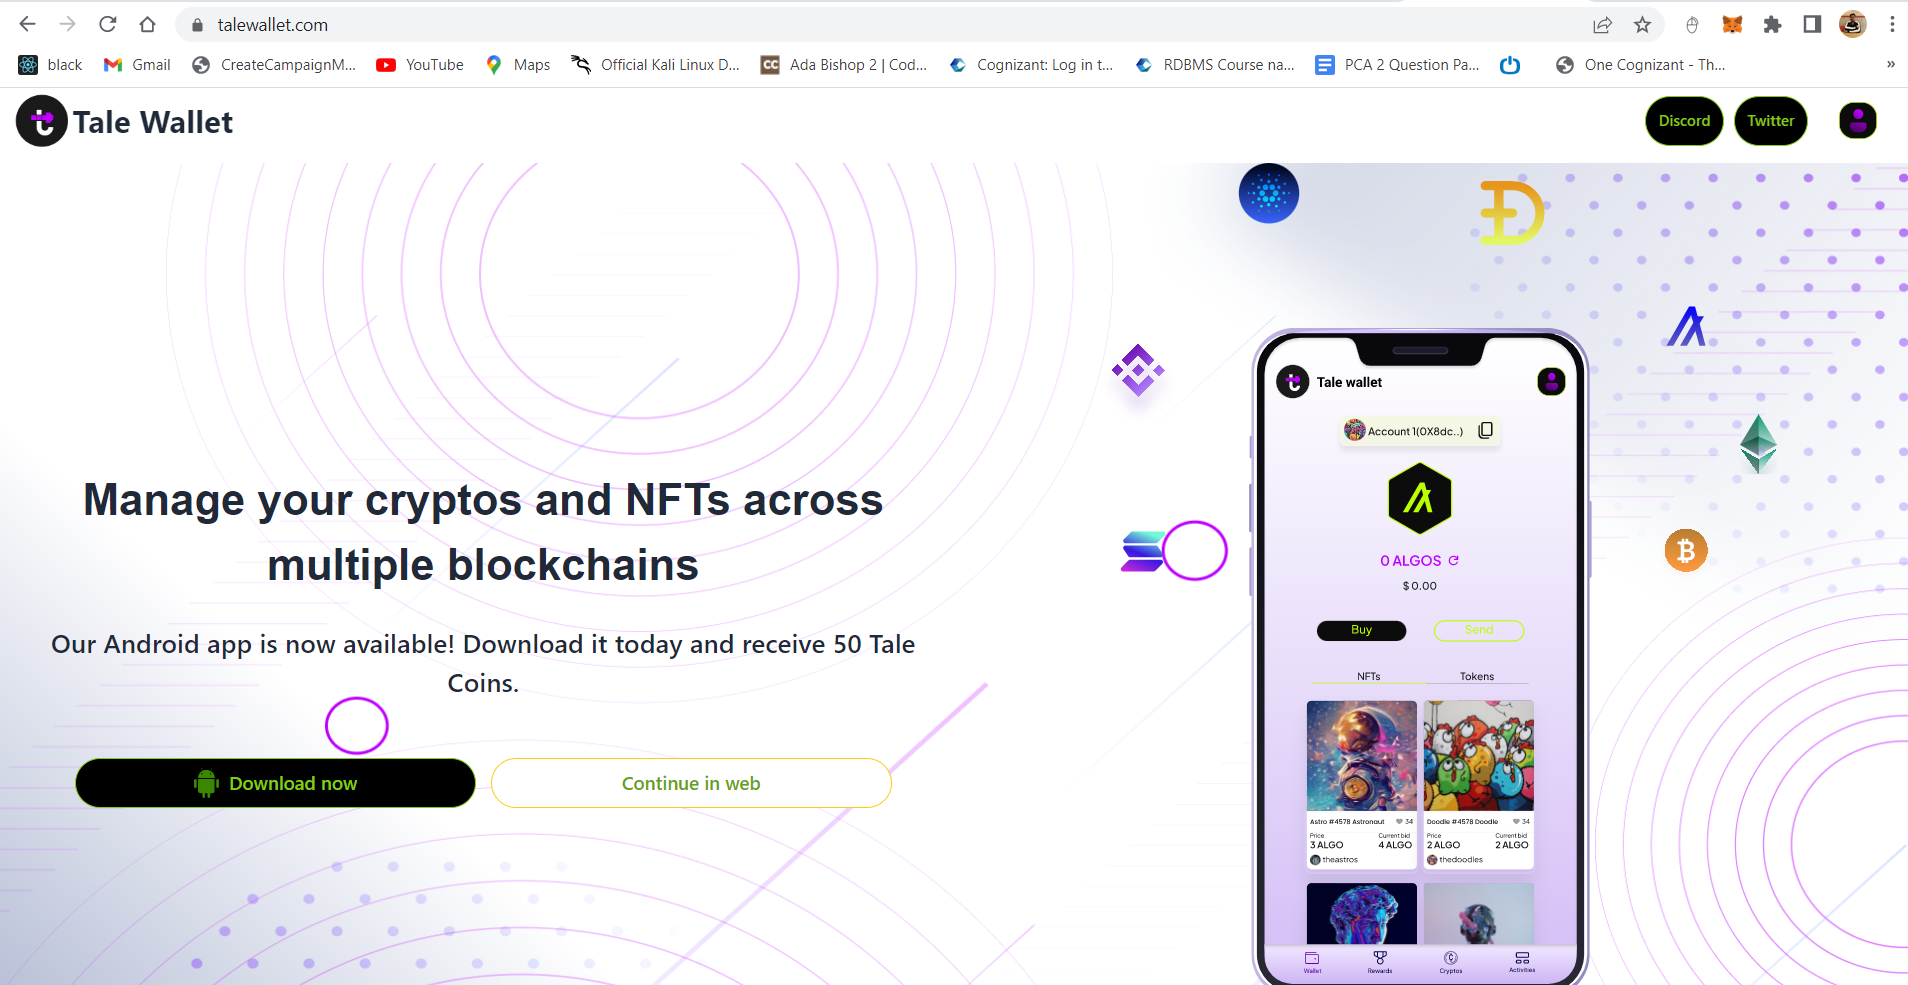 talewallet.com
black
Gmail
CreateCampaignM...
YouTube
Maps
Official Kali Linux D...
Ada Bishop 2 | Cod...
Cognizant: Log in t...
RDBMS Course na...
PCA 2 Question Pa...
One Cognizant - Th...
»
Tale Wallet
Discord
Twitter
Manage your cryptos and NFTs across
multiple blockchains
Our Android app is now available! Download it today and receive 50 Tale
Coins.
Download now
Continue in web
Tale wallet
Account 1(0X8dc..)
0 ALGOS
$ 0.00
Buy
Send
NFTs
Tokens
Astro #4578 Astronaut
34
Price
Current bid
3 ALGO
4 ALGO
theastros
Doodle #4578 Doodle
34
Price
Current bid
2 ALGO
2 ALGO
thedoodles
Wallet
Rewards
Cryptos
Activities